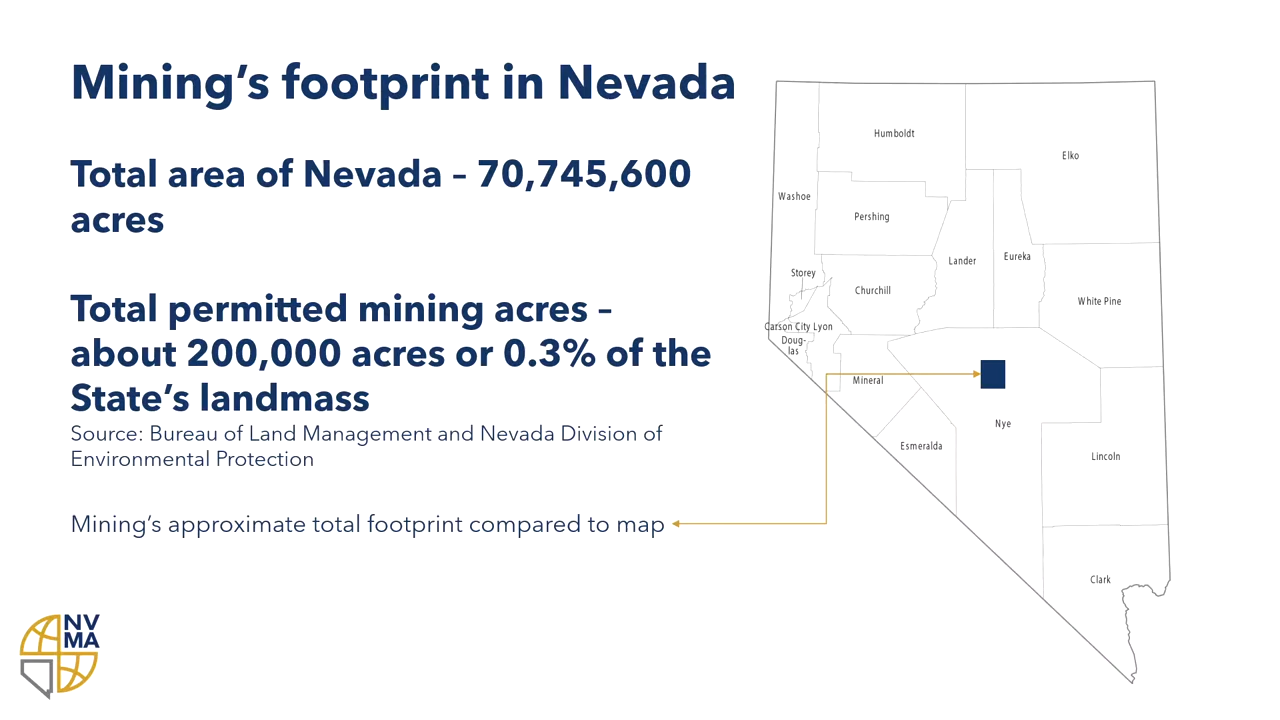 Mining’s footprint in Nevada
Total area of Nevada – 70,745,600
acres
Total permitted mining acres –
about 200,000 acres or 0.3% of the
State’s landmass
Source: Bureau of Land Management and Nevada Division of
Environmental Protection
Mining’s approximate total footprint compared to map
Humboldt
Elko
Washoe
Pershing
Lander
Eureka
Storey
Churchill
White Pine
Carson City Lyon
Doug-
las
Mineral
Nye
Esmeralda
Lincoln
Clark
NV
MA